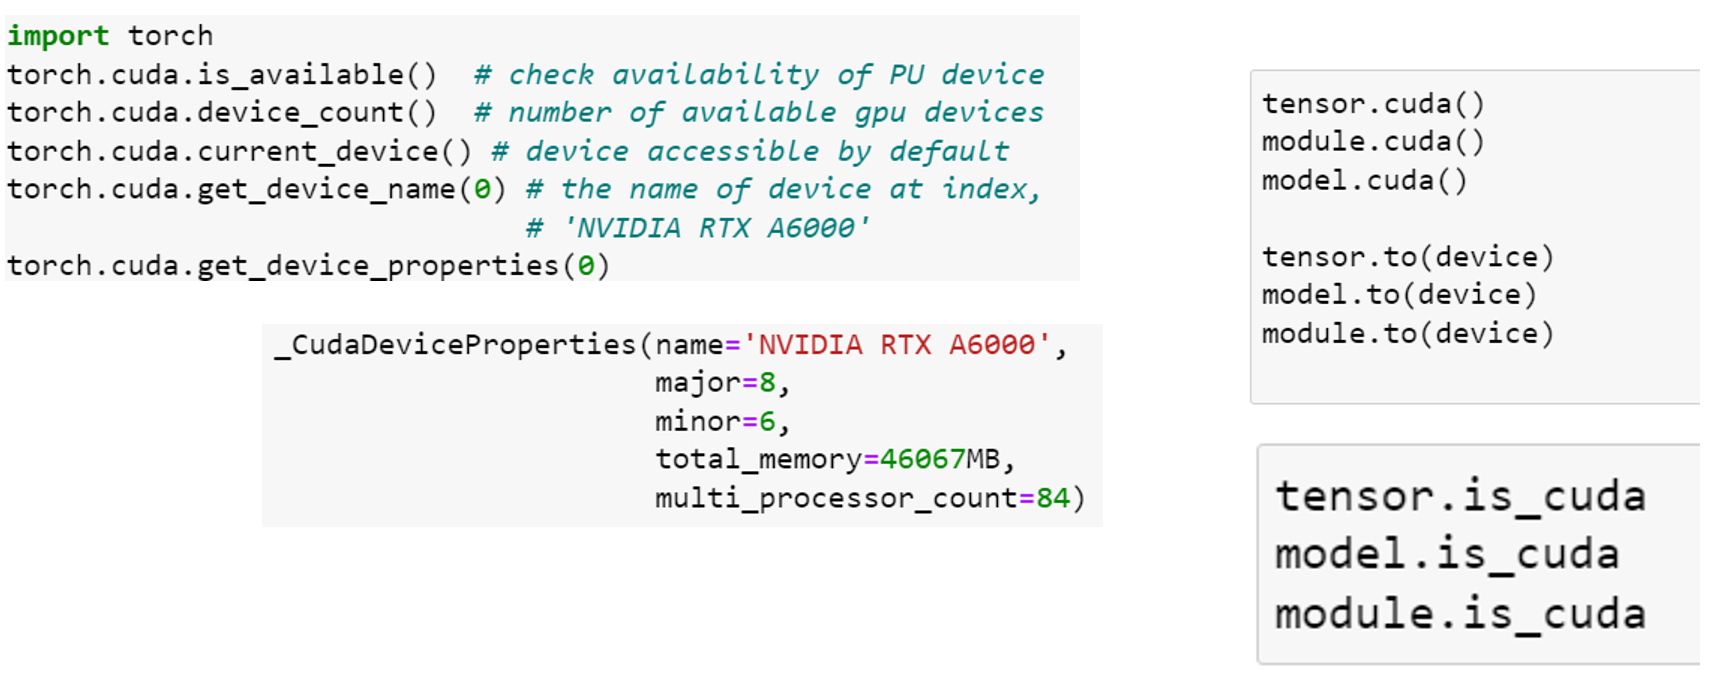 import torch
torch.cuda.is_available()  # check availability of PU device
torch.cuda.device_count()  # number of available gpu devices
torch.cuda.current_device() # device accessible by default
torch.cuda.get_device_name(0) # the name of device at index,
# 'NVIDIA RTX A6000'
torch.cuda.get_device_properties(0)
_CudaDeviceProperties(name='NVIDIA RTX A6000',
major=8,
minor=6,
total_memory=46067MB,
multi_processor_count=84)
tensor.cuda()
module.cuda()
model.cuda()
tensor.to(device)
model.to(device)
module.to(device)
tensor.is_cuda
model.is_cuda
module.is_cuda